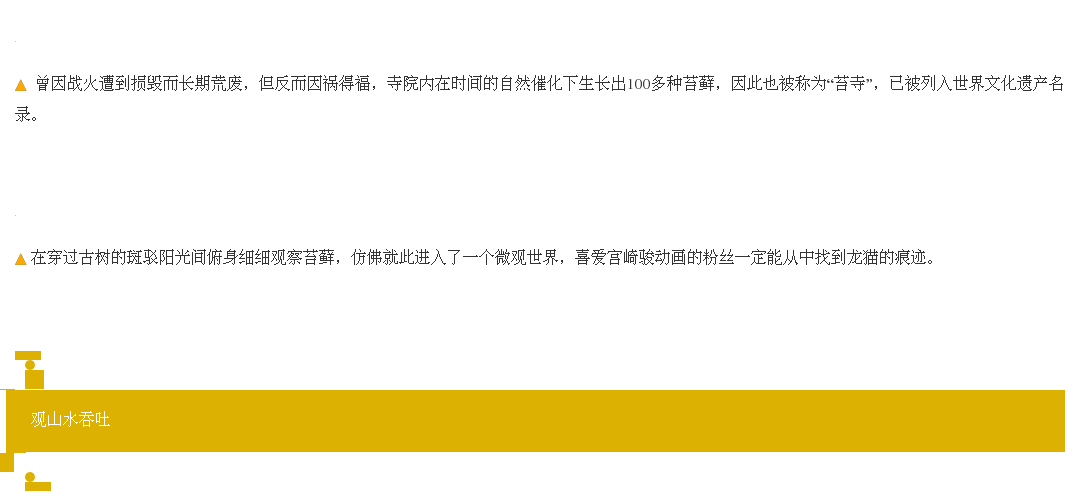 ▲ 曾因战火遭到损毁而长期荒废，但反而因祸得福，寺院内在时间的自然催化下生长出100多种苔藓，因此也被称为“苔寺”，已被列入世界文化遗产名
录。
▲在穿过古树的斑驳阳光间俯身细细观察苔藓，仿佛就此进入了一个微观世界，喜爱宫崎骏动画的粉丝一定能从中找到龙猫的痕迹。
观山水吞吐